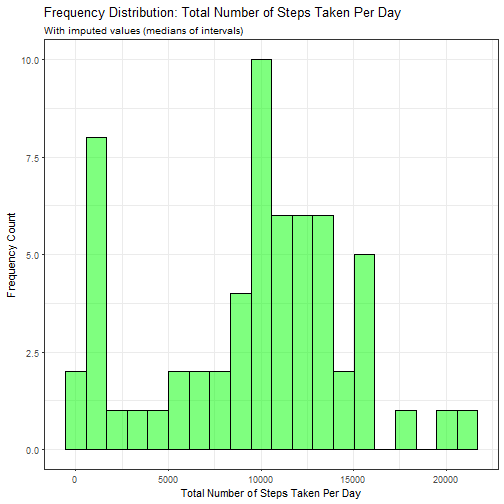 Frequency Distribution: Total Number of Steps Taken Per Day
With imputed values (medians of intervals)
10.0
7.5
5.0
2.5
0.0
Frequency Count
0 5000 10000 15000 20000
Total Number of Steps Taken Per Day